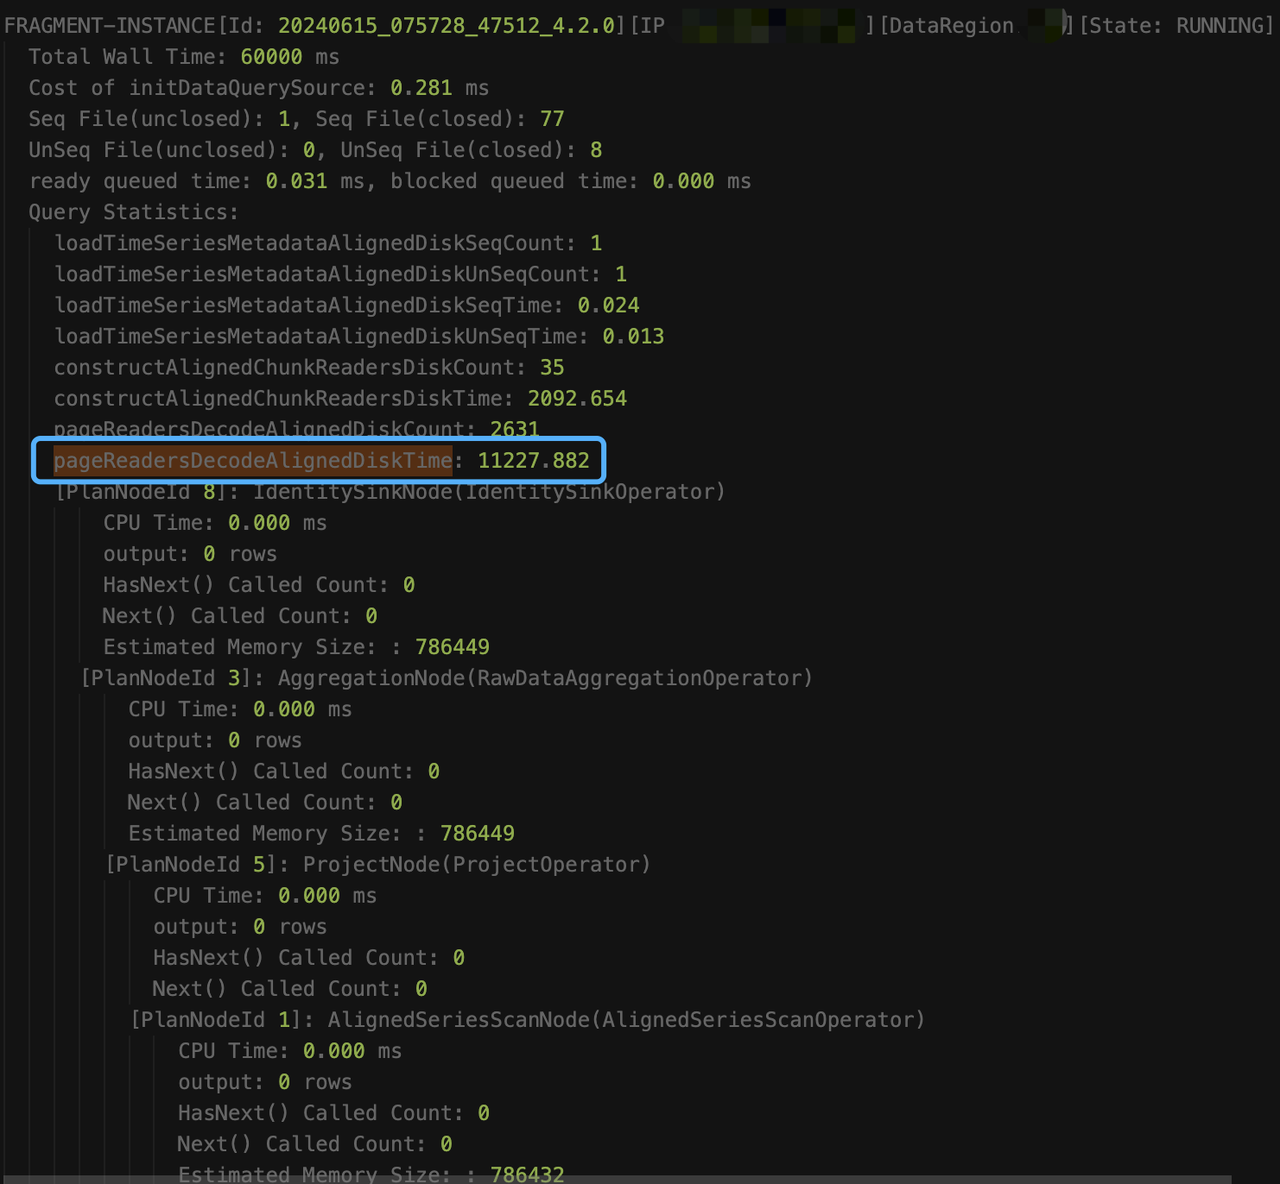 FRAGMENT-INSTANCE[Id: 20240615_075728_47512_4.2.0][IP ][DataRegion ][State: RUNNING]
Total Wall Time: 60000 ms
Cost of initDataQuerySource: 0.281 ms
Seq File(unclosed): 1, Seq File(closed): 77
UnSeq File(unclosed): 0, UnSeq File(closed): 8
ready queued time: 0.031 ms, blocked queued time: 0.000 ms
Query Statistics:
loadTimeSeriesMetadataAlignedDiskSeqCount: 1
loadTimeSeriesMetadataAlignedDiskUnSeqCount: 1
loadTimeSeriesMetadataAlignedDiskSeqTime: 0.024
loadTimeSeriesMetadataAlignedDiskUnSeqTime: 0.013
constructAlignedChunkReadersDiskCount: 35
constructAlignedChunkReadersDiskTime: 2092.654
pageReadersDecodeAlignedDiskCount: 2631
pageReadersDecodeAlignedDiskTime: 11227.882
[PlanNodeId 8]: IdentitySinkNode(IdentitySinkOperator)
CPU Time: 0.000 ms
output: 0 rows
HasNext() Called Count: 0
Next() Called Count: 0
Estimated Memory Size: : 786449
[PlanNodeId 3]: AggregationNode(RawDataAggregationOperator)
CPU Time: 0.000 ms
output: 0 rows
HasNext() Called Count: 0
Next() Called Count: 0
Estimated Memory Size: : 786449
[PlanNodeId 5]: ProjectNode(ProjectOperator)
CPU Time: 0.000 ms
output: 0 rows
HasNext() Called Count: 0
Next() Called Count: 0
[PlanNodeId 1]: AlignedSeriesScanNode(AlignedSeriesScanOperator)
CPU Time: 0.000 ms
output: 0 rows
HasNext() Called Count: 0
Next() Called Count: 0
Estimated Memory Size: : 786432